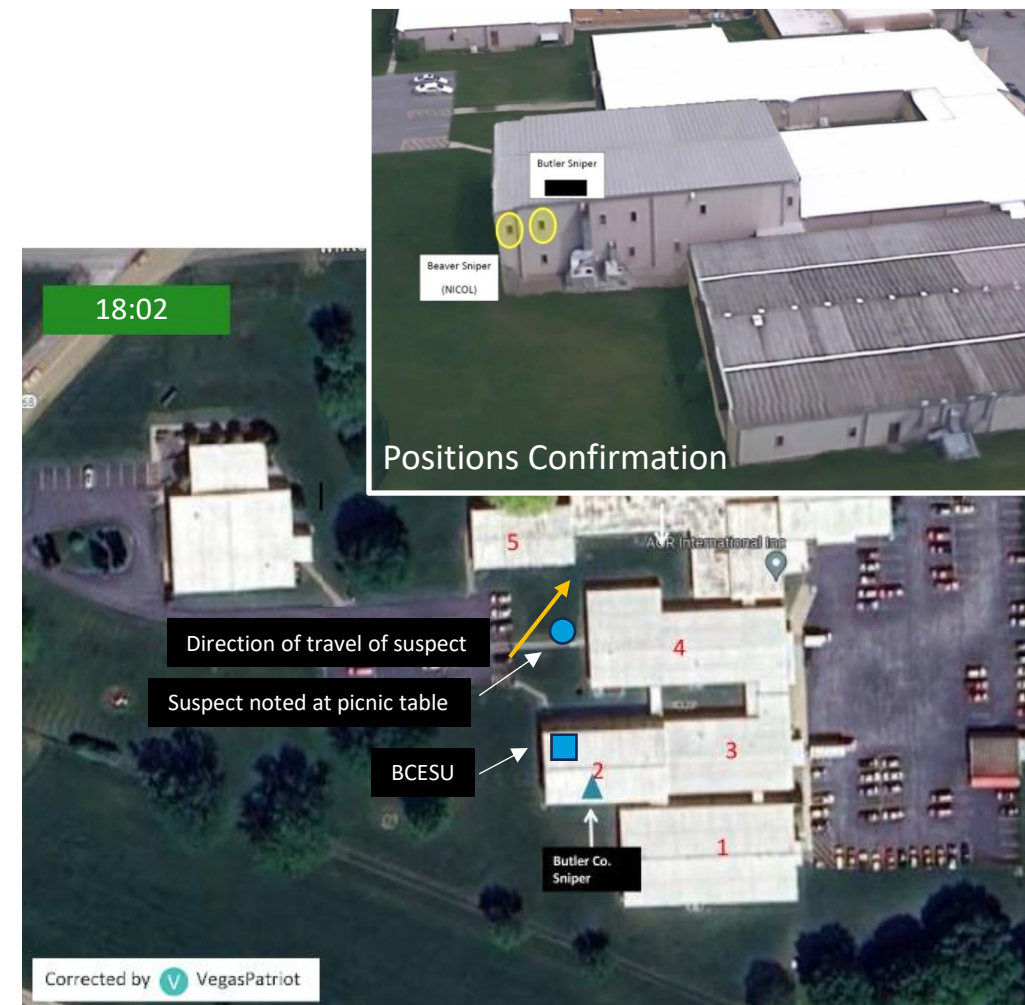 Butler Sniper
Beaver Sniper
(NICOL)
Positions Confirmation
18:02
68
5
AGR International Inc
Direction of travel of suspect
4
Suspect noted at picnic table
BCESU
3
2
1
Butler Co.
Sniper
Corrected by V VegasPatriot